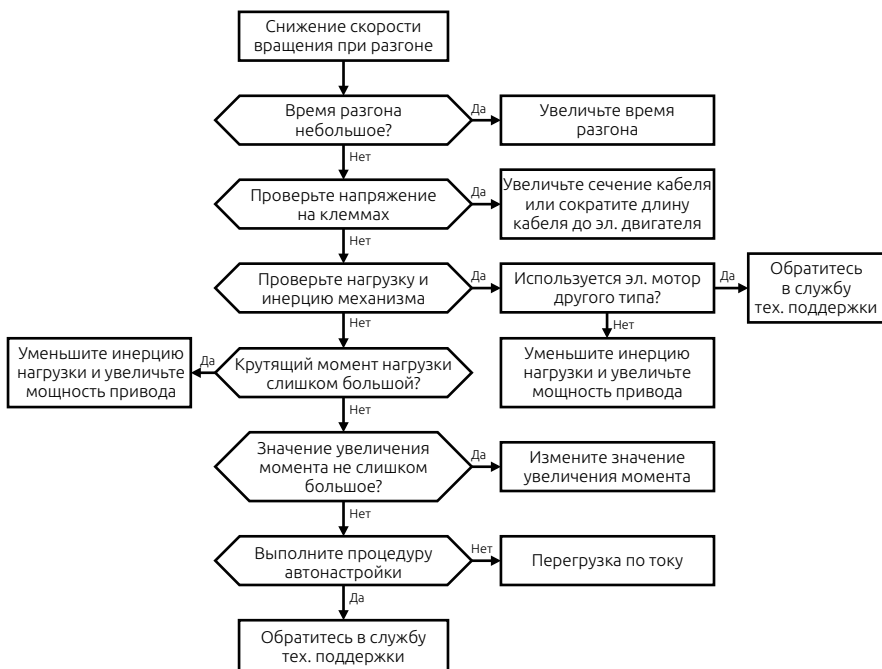 Снижение скорости
вращения при разгоне
Время разгона
небольшое?
Да
Увеличьте время
разгона
Нет
Проверьте напряжение
на клеммах
Да
Увеличьте сечение кабеля
или сократите длину
кабеля до эл. двигателя
Нет
Проверьте нагрузку и
инерцию механизма
Да
Используется эл. мотор
другого типа?
Да
Обратитесь
в службу
тех. поддержки
Нет
Нет
Уменьшите инерцию
нагрузки и увеличьте
мощность привода
Да
Крутящий момент нагрузки
слишком большой?
Уменьшите инерцию
нагрузки и увеличьте
мощность привода
Нет
Значение увеличения
момента не слишком
большое?
Да
Измените значение
увеличения момента
Нет
Выполните процедуру
автонастройки
Нет
Перегрузка по току
Да
Обратитесь в службу
тех. поддержки